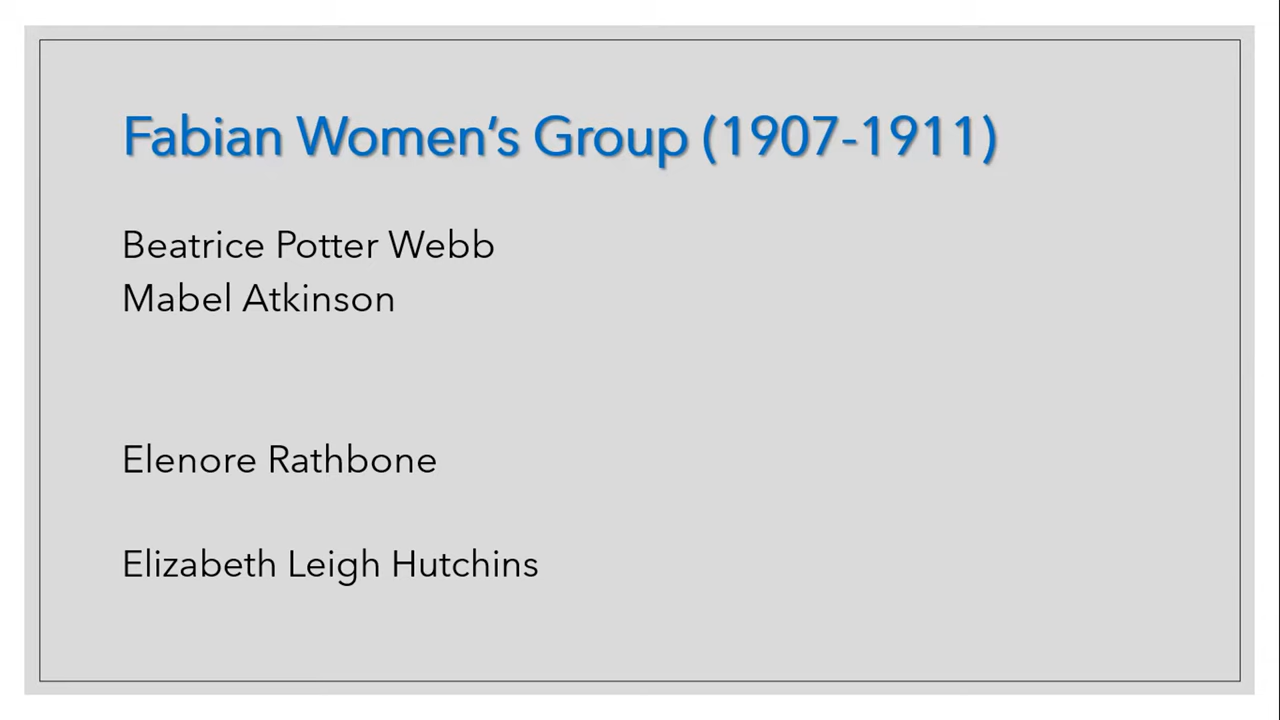 Fabian Women’s Group (1907-1911)
Beatrice Potter Webb
Mabel Atkinson
Elenore Rathbone
Elizabeth Leigh Hutchins